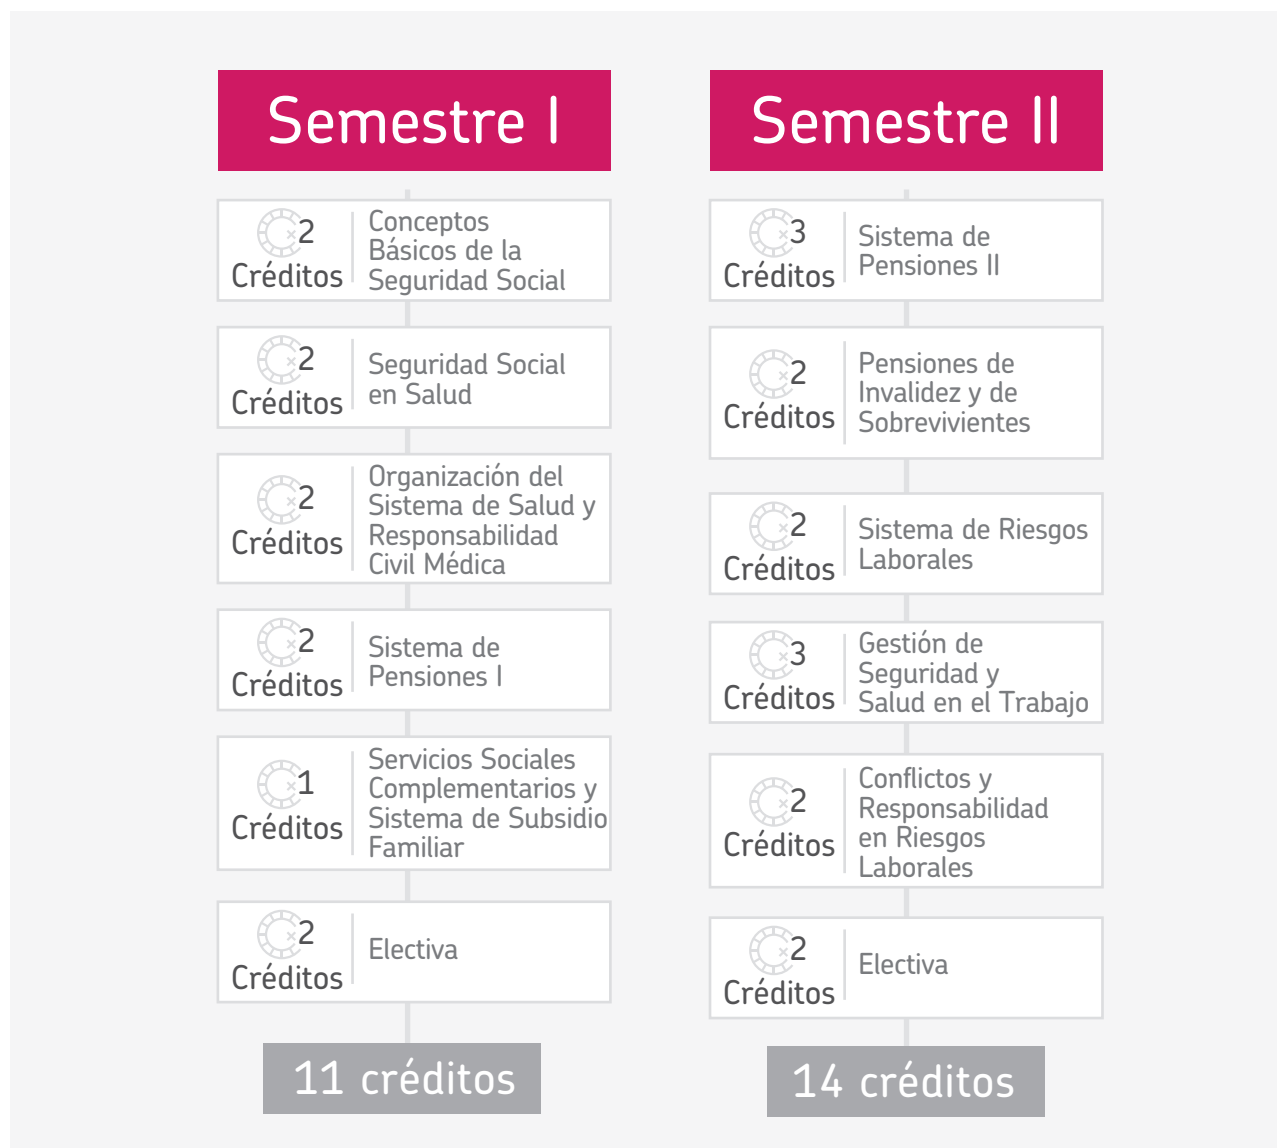 Semestre I
2
Créditos
Conceptos
Básicos de la
Seguridad Social
2
Créditos
Seguridad Social
en Salud
2
Créditos
Organización del
Sistema de Salud y
Responsabilidad
Civil Médica
2
Créditos
Sistema de
Pensiones I
1
Créditos
Servicios Sociales
Complementarios y
Sistema de Subsidio
Familiar
2
Créditos
Electiva
11 créditos
Semestre II
3
Créditos
Sistema de
Pensiones II
2
Créditos
Pensiones de
Invalidez y de
Sobrevivientes
2
Créditos
Sistema de Riesgos
Laborales
3
Créditos
Gestión de
Seguridad y
Salud en el Trabajo
2
Créditos
Conflictos y
Responsabilidad
en Riesgos
Laborales
2
Créditos
Electiva
14 créditos